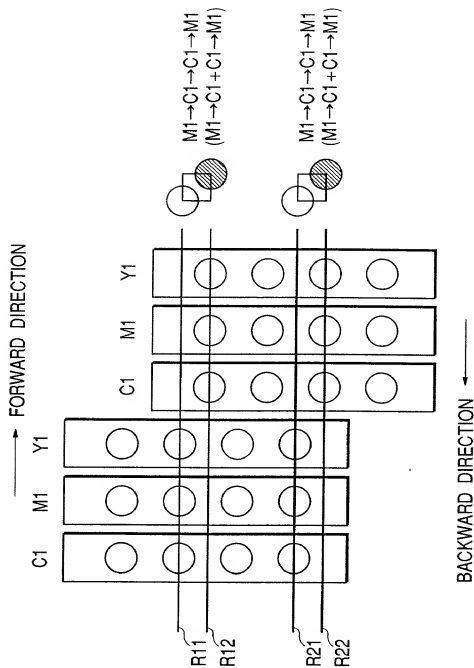 → FORWARD DIRECTION
C1 M1 Y1
C1 M1 Y1
M1→C1→C1→M1
(M1→C1+C1→M1)
M1→C1→C1→M1
(M1→C1+C1→M1)
R11
R12
R21
R22
BACKWARD DIRECTION ←